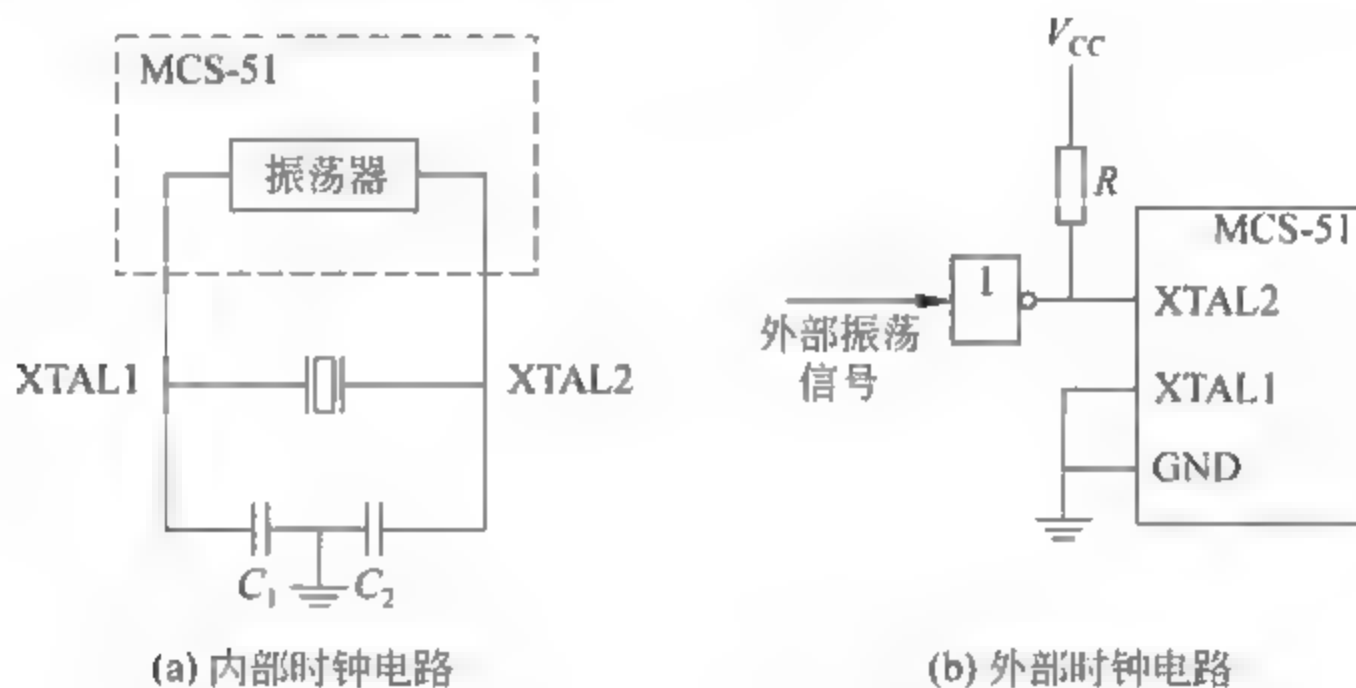 MCS-51
振荡器
XTAL1
XTAL2
C₁
C₂
(a) 内部时钟电路
V_CC
R
MCS-51
1
外部振荡
信号
XTAL2
XTAL1
GND
(b) 外部时钟电路